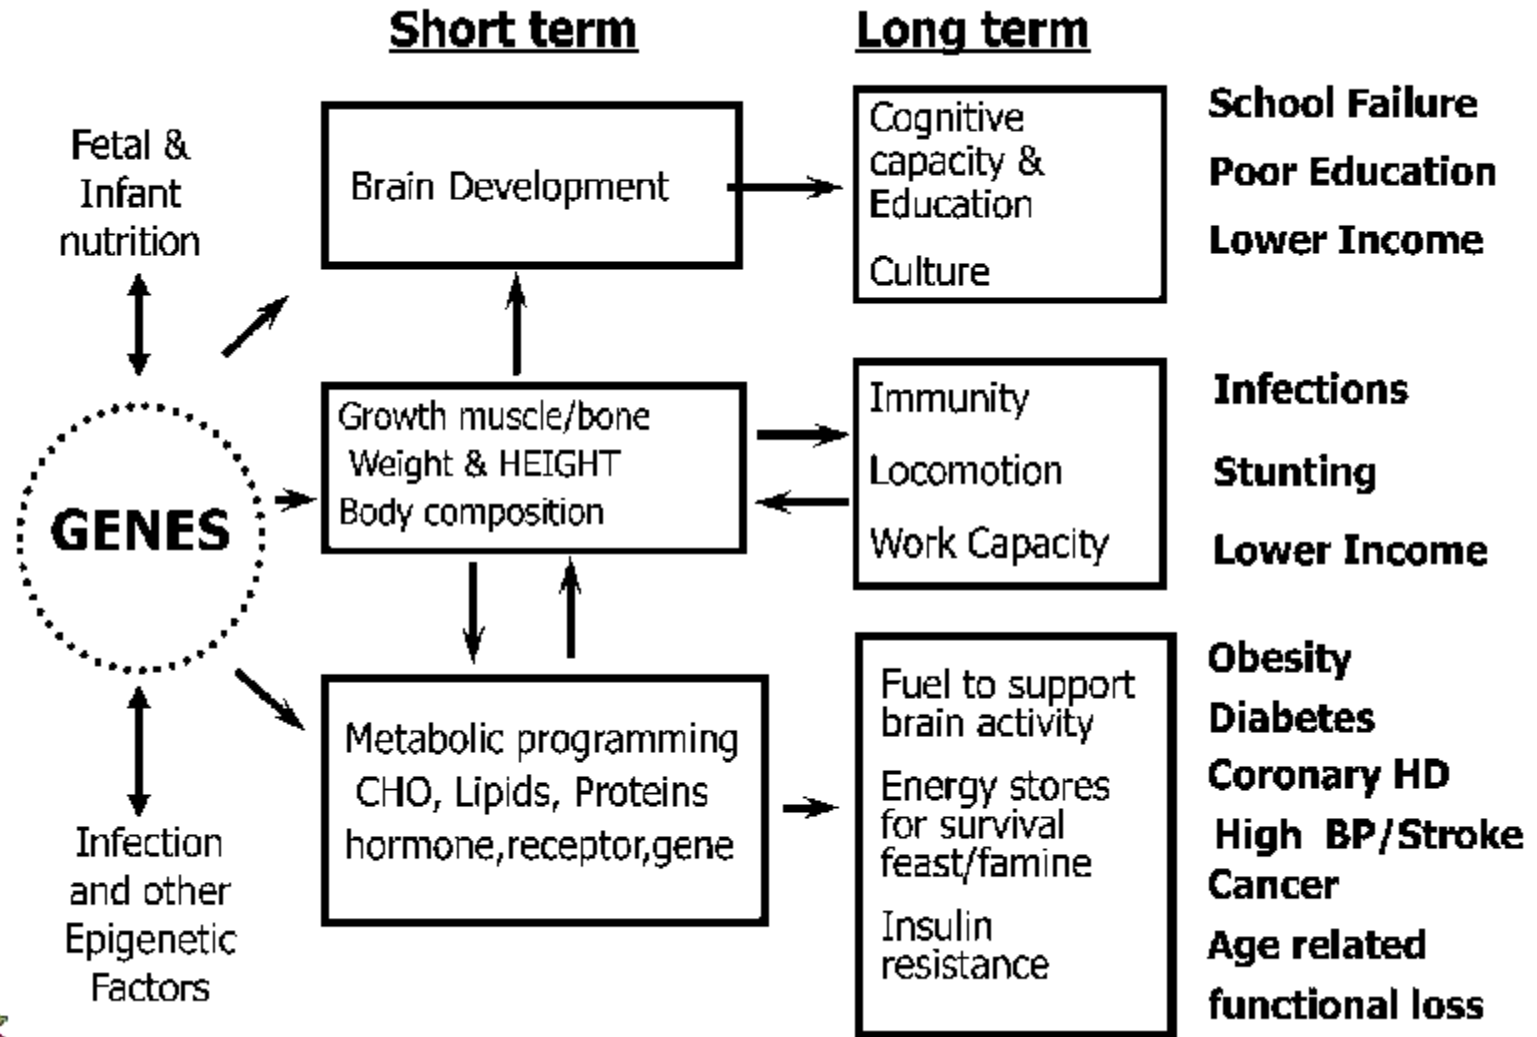 Short term
Long term
Fetal &
Infant
nutrition
GENES
Infection
and other
Epigenetic
Factors
Brain Development
Growth muscle/bone
Weight & HEIGHT
Body composition
Metabolic programming
CHO, Lipids, Proteins
hormone,receptor,gene
Cognitive
capacity &
Education
Culture
Immunity
Locomotion
Work Capacity
Fuel to support
brain activity
Energy stores
for survival
feast/famine
Insulin
resistance
School Failure
Poor Education
Lower Income
Infections
Stunting
Lower Income
Obesity
Diabetes
Coronary HD
High BP/Stroke
Cancer
Age related
functional loss